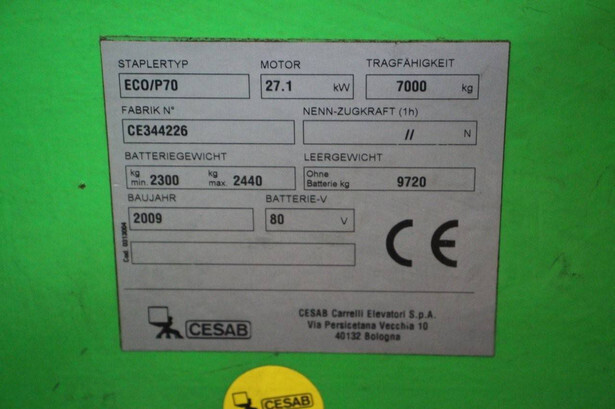 STAPLERTYP MOTOR TRAGFÄHIGKEIT
ECO/P70 27.1 kW 7000 kg
FABRIK N° NENN-ZUGKRAFT (1h)
CE344226 // N
BATTERIEGEWICHT LEERGEWICHT
kg min. 2300 kg max. 2440 Ohne Batterie kg 9720
BAUJAHR BATTERIE-V
2009 80 V
CE
CESAB
CESAB Carrelli Elevatori S.p.A.
Via Persicetana Vecchia 10
40132 Bologna
CESAB